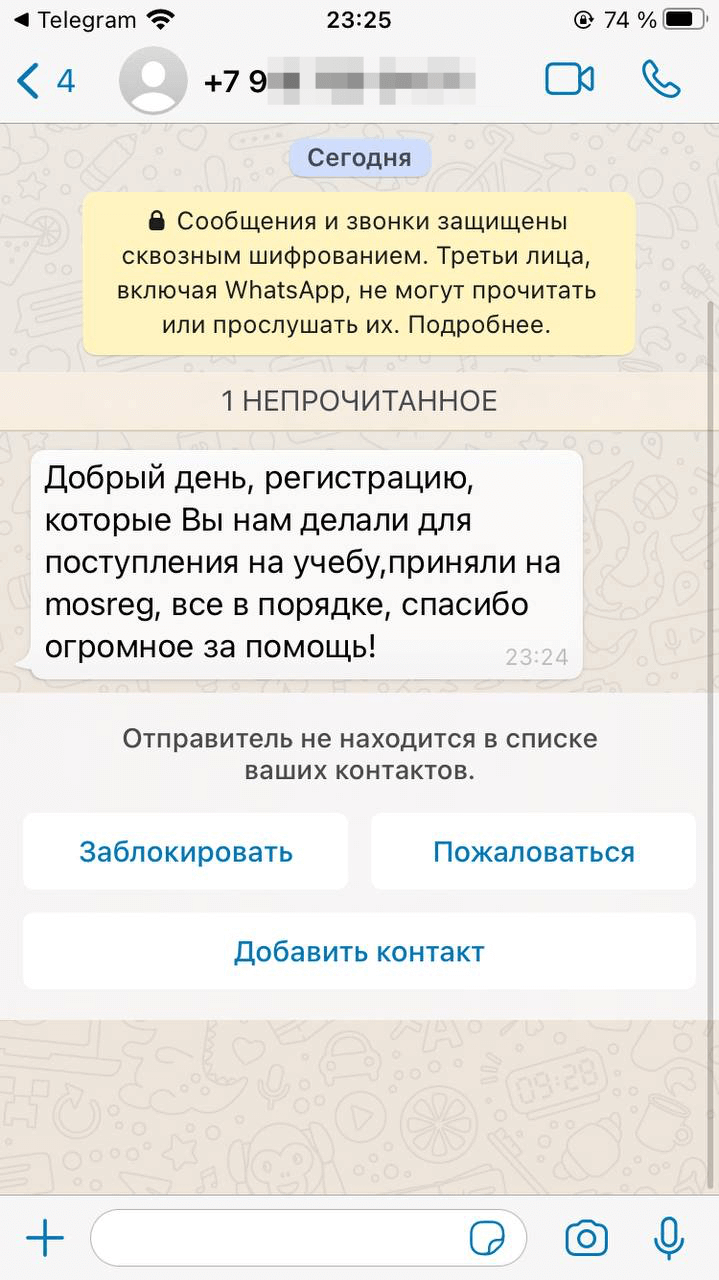 Telegram 23:25 74 %
4 +7 9
Сегодня
Сообщения и звонки защищены
сквозным шифрованием. Третьи лица,
включая WhatsApp, не могут прочитать
или прослушать их. Подробнее.
1 НЕПРОЧИТАННОЕ
Добрый день, регистрацию,
которые Вы нам делали для
поступления на учебу,приняли на
mosreg, все в порядке, спасибо
огромное за помощь!
23:24
Отправитель не находится в списке
ваших контактов.
Заблокировать Пожаловаться
Добавить контакт
09:28